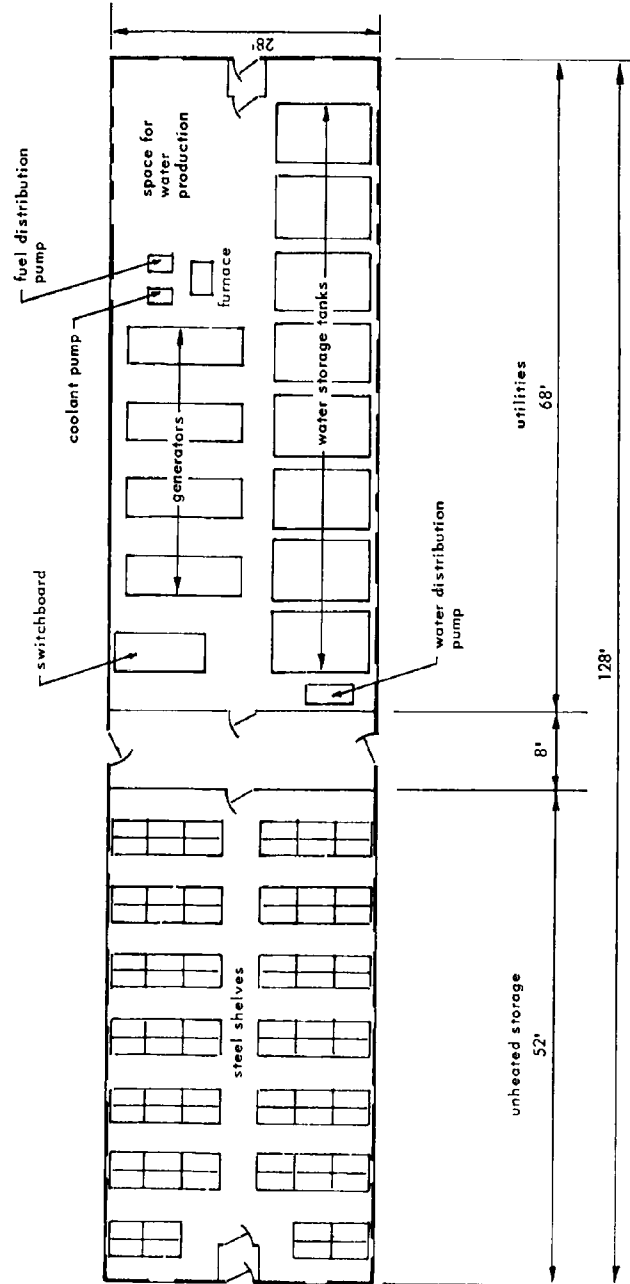 fuel distribution
pump
coolant pump
switchboard
28'
space for
water
production
furnace
generators
water storage tanks
steel shelves
water distribution
pump
unheated storage
52'
8'
utilities
68'
128'